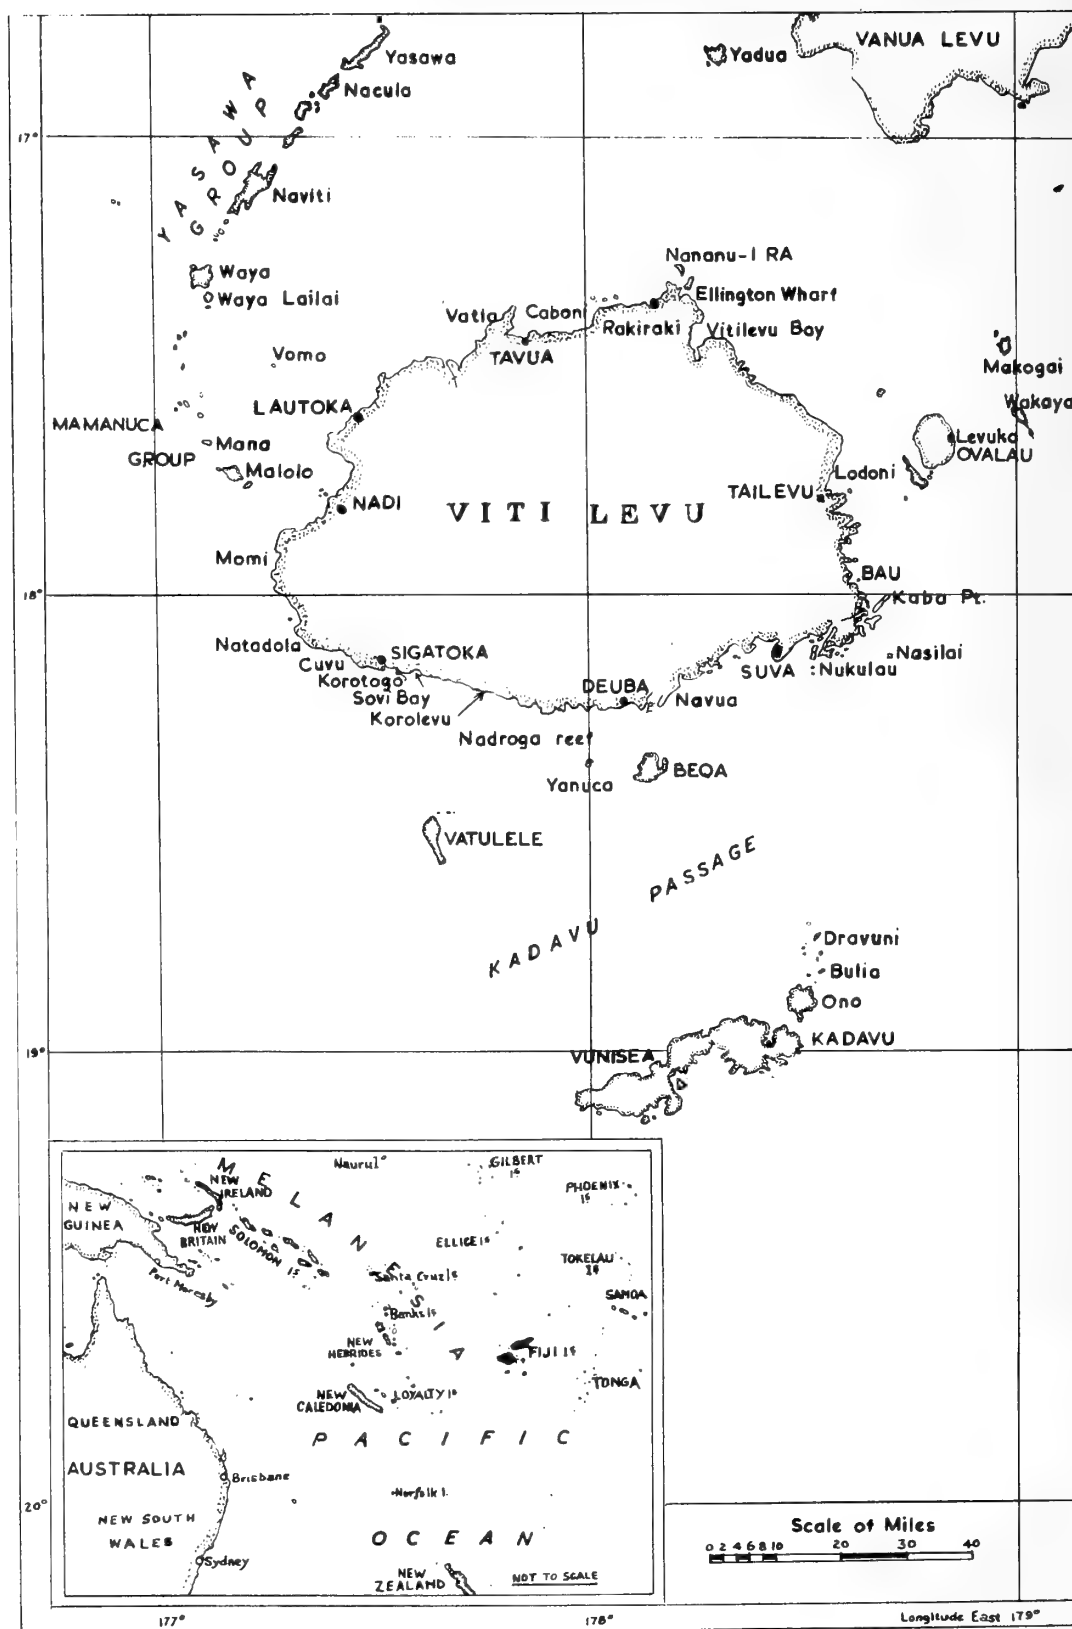 Yasawa
Nacula
YASAWA
GROUP
Naviti
Yadua
VANUA LEVU
17°
Waya
Waya Lailai
Vomo
Nananu-I RA
Ellington Wharf
Vatia
Caboni
Rakiraki
Vitilevu Bay
TAVUA
Makogai
Wakaya
LAUTOKA
MAMANUCA
GROUP
Mana
Malolo
Levuka
OVALAU
Lodoni
TAILEVU
NADI
VITI LEVU
Momi
BAU
18°
Kaba Pt.
Natadola
Cuvu
SIGATOKA
Korotogo
Sovi Bay
Korolevu
DEUBA
Navua
SUVA
Nukulau
Nasilai
Nadroga reef
Yanuca
BEQA
VATULELE
KADAVU PASSAGE
Dravuni
Bulia
Ono
KADAVU
19°
VUNISEA
MELANESIA
Naurul°
GILBERT
Is
PHOENIX
Is
NEW
IRELAND
NEW
GUINEA
NEW
BRITAIN
SOLOMON Is
ELLICE Is
TOKELAU
Is
Port Moresby
Santa Cruz Is
SAMOA
Banks Is
NEW
HEBRIDES
FIJI Is
NEW
CALEDONIA
LOYALTY Is
TONGA
QUEENSLAND
PACIFIC
AUSTRALIA
Brisbane
Norfolk I.
NEW SOUTH
WALES
OCEAN
Sydney
NEW
ZEALAND
NOT TO SCALE
20°
Scale of Miles
0 2 4 6 8 10 20 30 40
177° 178° Longitude East 179°